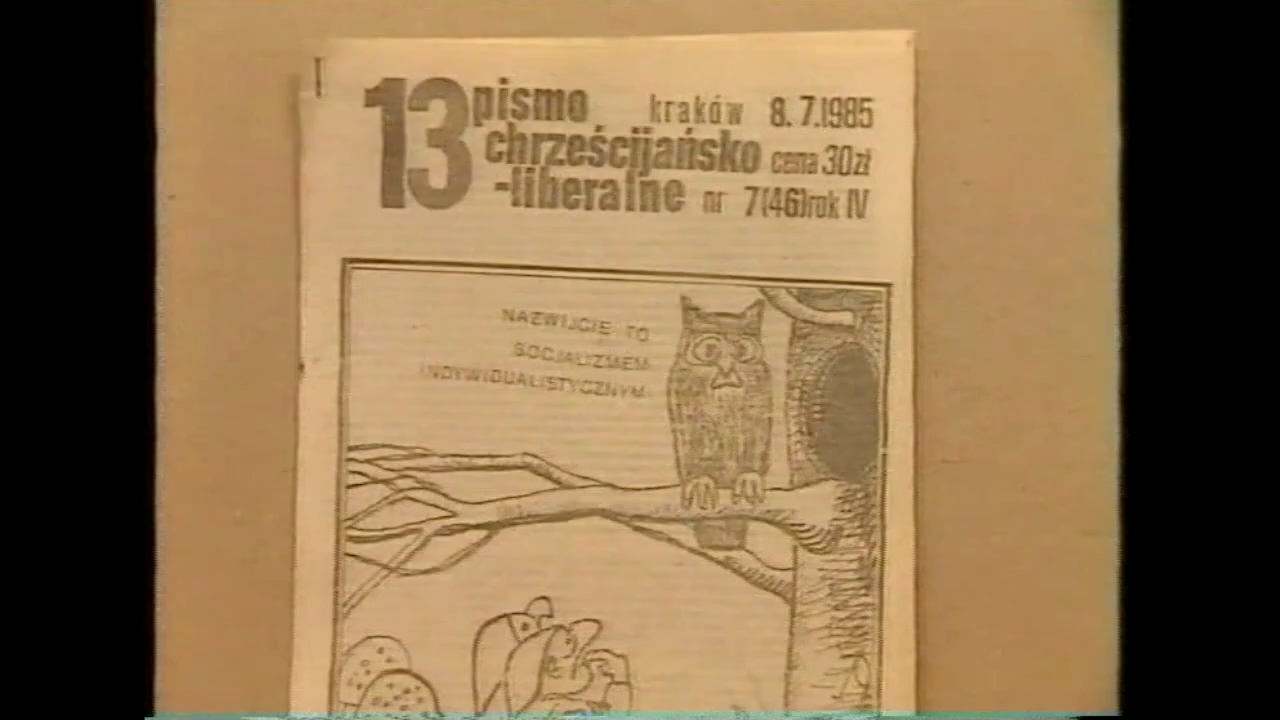 13 pismo kraków 8.7.1985
chrześcijańsko cena 30zł
-liberalne nr 7(46)rok IV
NAZWIJCIE TO
SOCJALIZMEM
INDYWIDUALISTYCZNYM